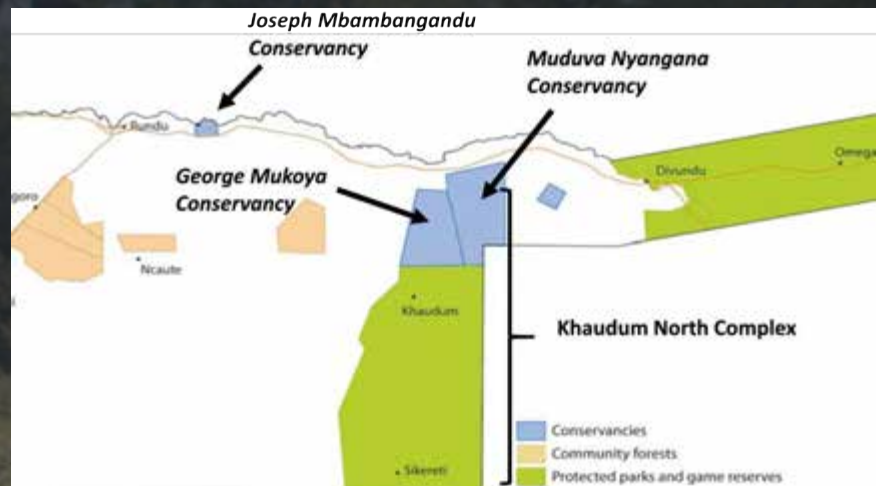 Joseph Mbambangandu
Conservancy
Muduva Nyangana
Conservancy
Rundu
Omega
Divundu
George Mukoya
Conservancy
goro
Ncaute
Khaudum
Khaudum North Complex
Conservancies
Community forests
Sikereti
Protected parks and game reserves